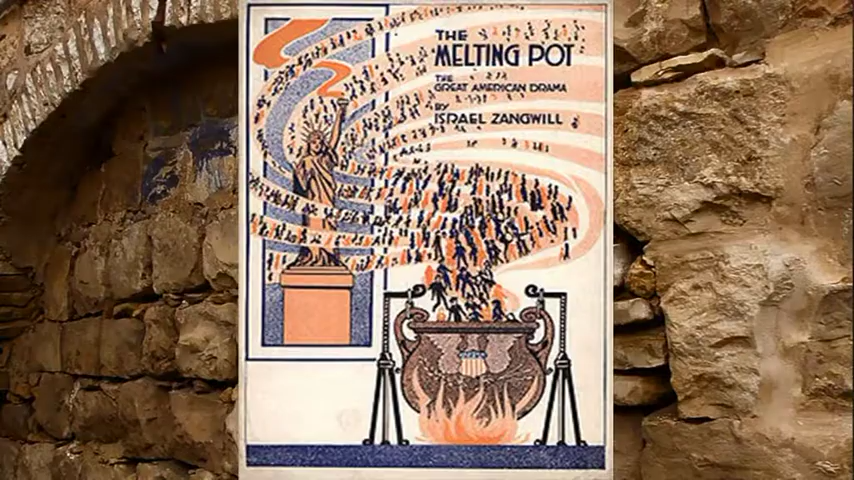 THE
MELTING POT
THE
GREAT AMERICAN DRAMA
BY
ISRAEL ZANGWILL